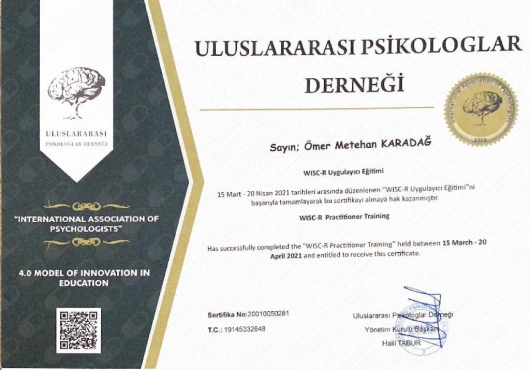 ULUSLARARASI
PSİKOLOGLAR DERNEĞİ
"INTERNATIONAL ASSOCIATION OF
PSYCHOLOGISTS"
4.0 MODEL OF INNOVATION IN
EDUCATION
ULUSLARARASI PSİKOLOGLAR
DERNEĞİ
Sayın; Ömer Metehan KARADAĞ
WISC-R Uygulayıcı Eğitimi
15 Mart - 20 Nisan 2021 tarihleri arasında düzenlenen "WISC-R Uygulayıcı Eğitimi"ni
başarıyla tamamlayarak bu sertifikayı almaya hak kazanmıştır.
WISC-R Practitioner Training
Has successfully completed the "WISC-R Practitioner Training" held between 15 March - 20
April 2021 and entitled to receive this certificate.
Sertifika No:20010050281
T.C.: 19145332648
Uluslararası Psikologlar Derneği
Yönetim Kurulu Başkanı
Halil TABUR